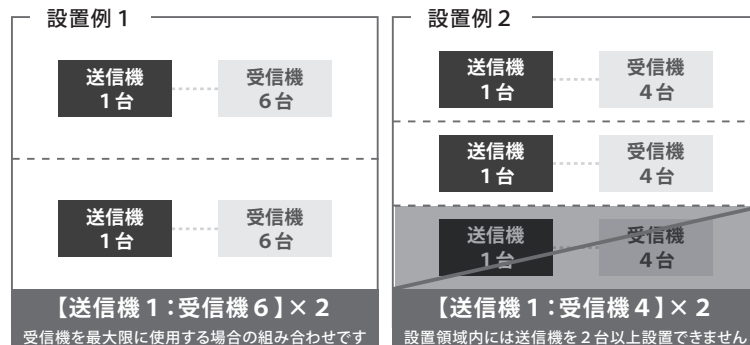 設置例 1
送信機
1 台
受信機
6 台
送信機
1 台
受信機
6 台
【送信機 1：受信機 6】× 2
受信機を最大限に使用する場合の組み合わせです
設置例 2
送信機
1 台
受信機
4 台
送信機
1 台
受信機
4 台
送信機
1 台
受信機
4 台
【送信機 1：受信機 4】× 2
設置領域内には送信機を 2 台以上設置できません